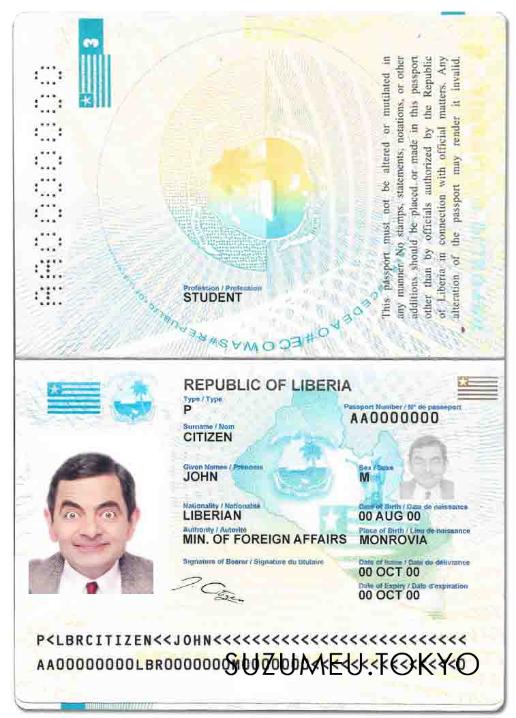 3
AA0000000
This passport must not be altered or mutilated in
any manner. No stamps, statements, notations, or other
additions should be placed or made in this passport
other than by officials authorized by the Republic
of Liberia in connection with official matters. Any
alteration of the passport may render it invalid.
Profession / Profession
STUDENT
REPUBLIC OF LIBERIA
Type / Type
P
Passport Number / Nº de passeport
AA0000000
Surname / Nom
CITIZEN
Given Names / Prénoms
JOHN
Sex / Sexe
M
Nationality / Nationalité
LIBERIAN
Date of Birth / Date de naissance
00 AUG 00
Authority / Autorité
MIN. OF FOREIGN AFFAIRS
Place of Birth / Lieu de naissance
MONROVIA
Signature of Bearer / Signature du titulaire
Date of Issue / Date de délivrance
00 OCT 00
Date of Expiry / Date d'expiration
00 OCT 00
P<LBRCITIZEN<<JOHN<<<<<<<<<<<<<<<<<<<<<<<<<<
SUZUMEU.TOKYO